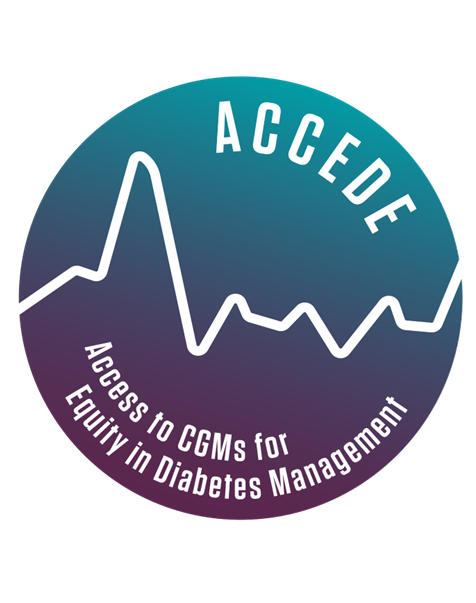 ACCEDE
Access to CGMs for
Equity in Diabetes Management